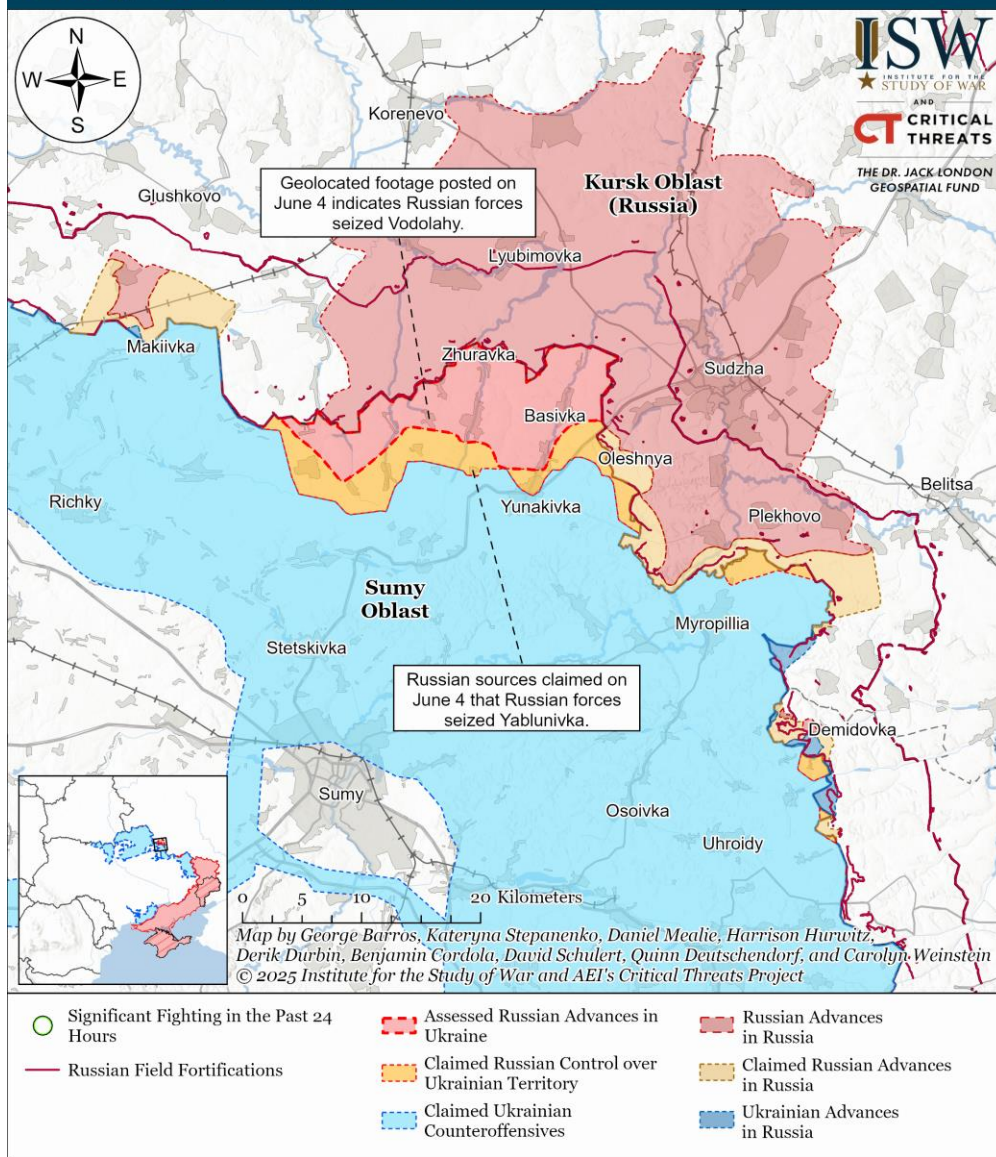 N
W E
S
ISW
INSTITUTE FOR THE
STUDY OF WAR
AND
CT CRITICAL
THREATS
THE DR. JACK LONDON
GEOSPATIAL FUND
Korenevo
Glushkovo
Geolocated footage posted on
June 4 indicates Russian forces
seized Vodolahy.
Kursk Oblast
(Russia)
Lyubimovka
Makiivka
Zhuravka
Sudzha
Basivka
Oleshnya
Belitsa
Richky
Yunakivka
Plekhovo
Sumy
Oblast
Myropillia
Stetskivka
Russian sources claimed on
June 4 that Russian forces
seized Yablunivka.
Demidovka
Sumy
Osoivka
Uhroidy
0 5 10 20 Kilometers
Map by George Barros, Kateryna Stepanenko, Daniel Mealie, Harrison Hurwitz,
Derik Durbin, Benjamin Cordola, David Schulert, Quinn Deutschendorf, and Carolyn Weinstein
© 2025 Institute for the Study of War and AEI's Critical Threats Project
Significant Fighting in the Past 24
Hours
Russian Field Fortifications
Assessed Russian Advances in
Ukraine
Claimed Russian Control over
Ukrainian Territory
Claimed Ukrainian
Counteroffensives
Russian Advances
in Russia
Claimed Russian Advances
in Russia
Ukrainian Advances
in Russia